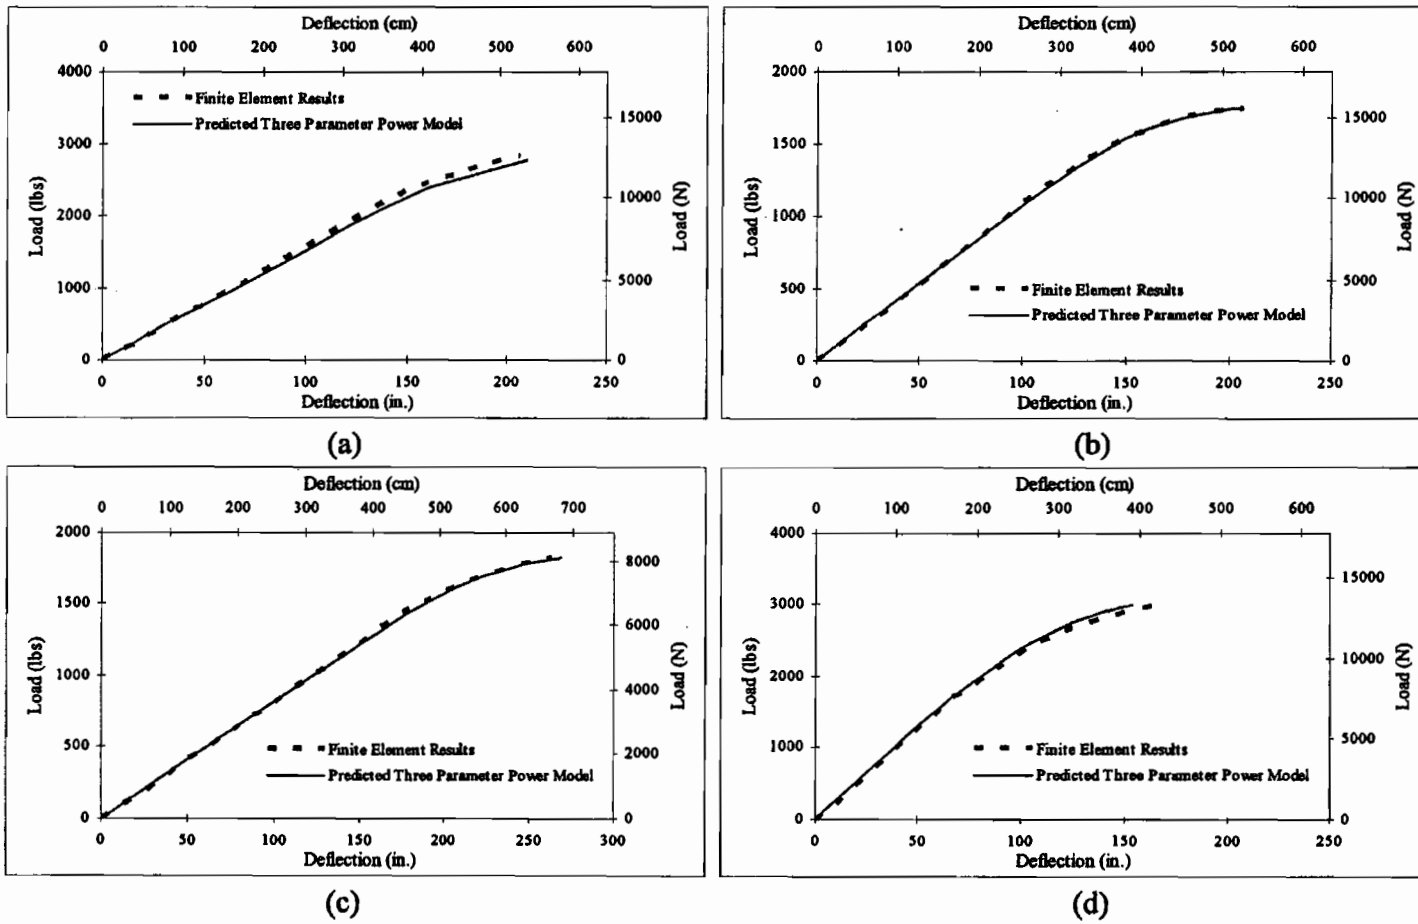 Deflection (cm)
0 100 200 300 400 500 600
4000
3000
2000
1000
0
Load (lbs)
Finite Element Results
Predicted Three Parameter Power Model
15000
10000
5000
0
Load (N)
0 50 100 150 200 250
Deflection (in.)
(a)
Deflection (cm)
0 100 200 300 400 500 600
2000
1500
1000
500
0
Load (lbs)
Finite Element Results
Predicted Three Parameter Power Model
15000
10000
5000
0
Load (N)
0 50 100 150 200 250
Deflection (in.)
(b)
Deflection (cm)
0 100 200 300 400 500 600 700
2000
1500
1000
500
0
Load (lbs)
Finite Element Results
Predicted Three Parameter Power Model
8000
6000
4000
2000
0
Load (N)
0 50 100 150 200 250 300
Deflection (in.)
(c)
Deflection (cm)
0 100 200 300 400 500 600
4000
3000
2000
1000
0
Load (lbs)
Finite Element Results
Predicted Three Parameter Power Model
15000
10000
5000
0
Load (N)
0 50 100 150 200 250
Deflection (in.)
(d)